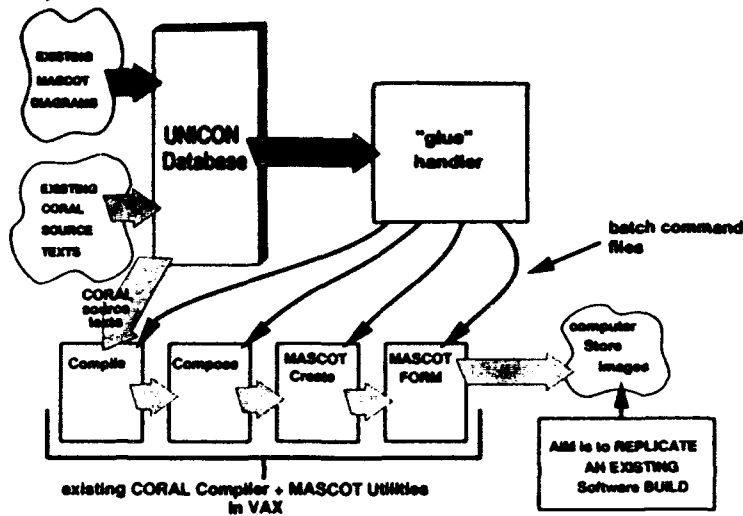 EXISTING
MASCOT
DIAGRAMS
UNICON
Database
"glue"
handler
EXISTING
CORAL
SOURCE
TEXTS
batch command
files
CORAL
source
texts
Compile
Compose
MASCOT
Create
MASCOT
FORM
computer
Store
images
AIM is to REPLICATE
AN EXISTING
Software BUILD
existing CORAL Compiler + MASCOT Utilities
in VAX